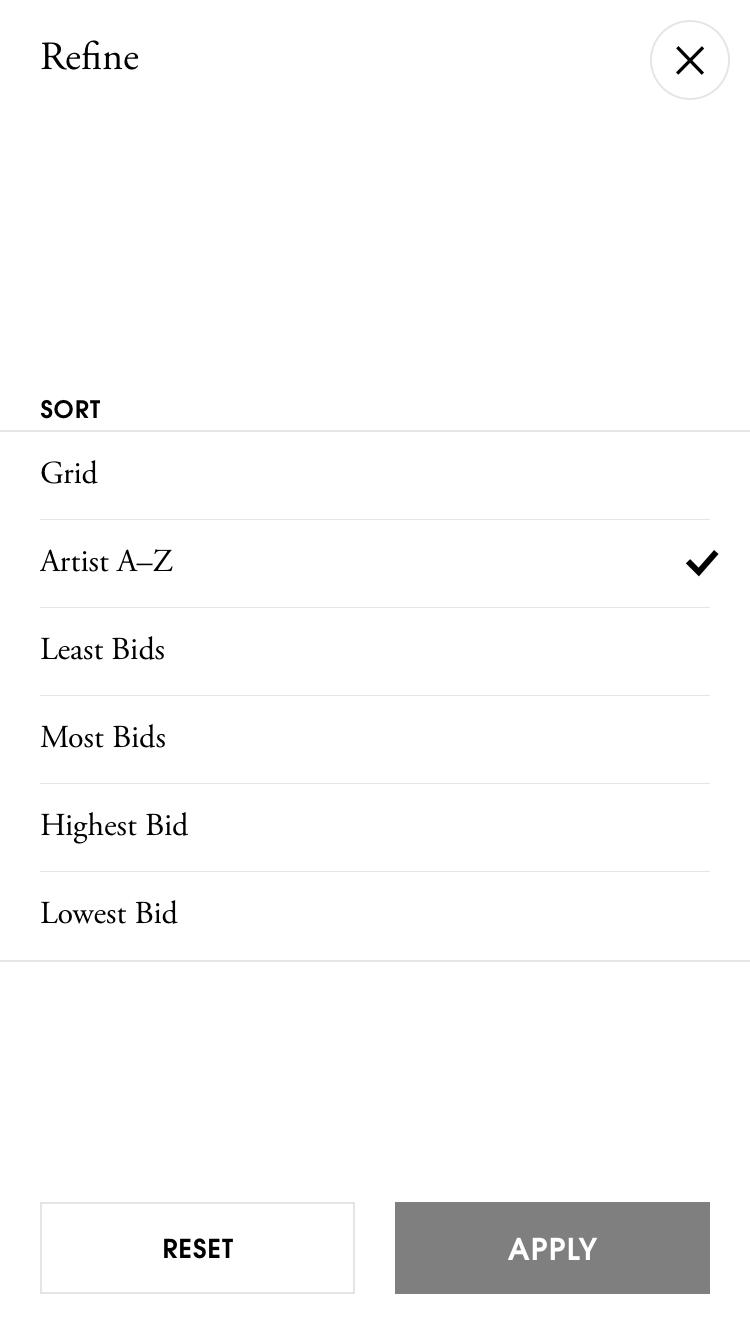 Refine
SORT
Grid
Artist A–Z
Least Bids
Most Bids
Highest Bid
Lowest Bid
RESET
APPLY